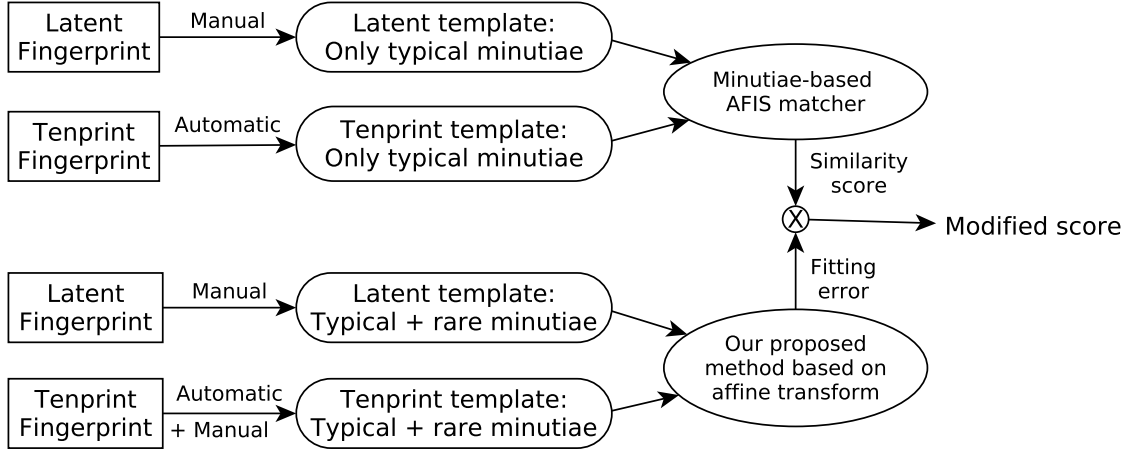 Latent
Fingerprint
Manual
Latent template:
Only typical minutiae
Tenprint
Fingerprint
Automatic
Tenprint template:
Only typical minutiae
Minutiae-based
AFIS matcher
Similarity
score
X
Modified score
Fitting
error
Latent
Fingerprint
Manual
Latent template:
Typical + rare minutiae
Tenprint
Fingerprint
Automatic
+ Manual
Tenprint template:
Typical + rare minutiae
Our proposed
method based on
affine transform